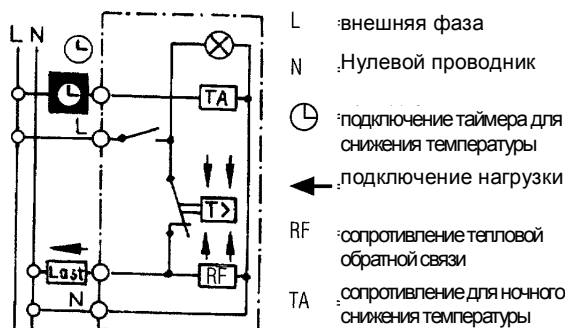 L N
TA
L
T>
Last
RF
N
L внешняя фаза
N Нулевой проводник
подключение таймера для
снижения температуры
подключение нагрузки
RF сопротивление тепловой
обратной связи
TA сопротивление для ночного
снижения температуры